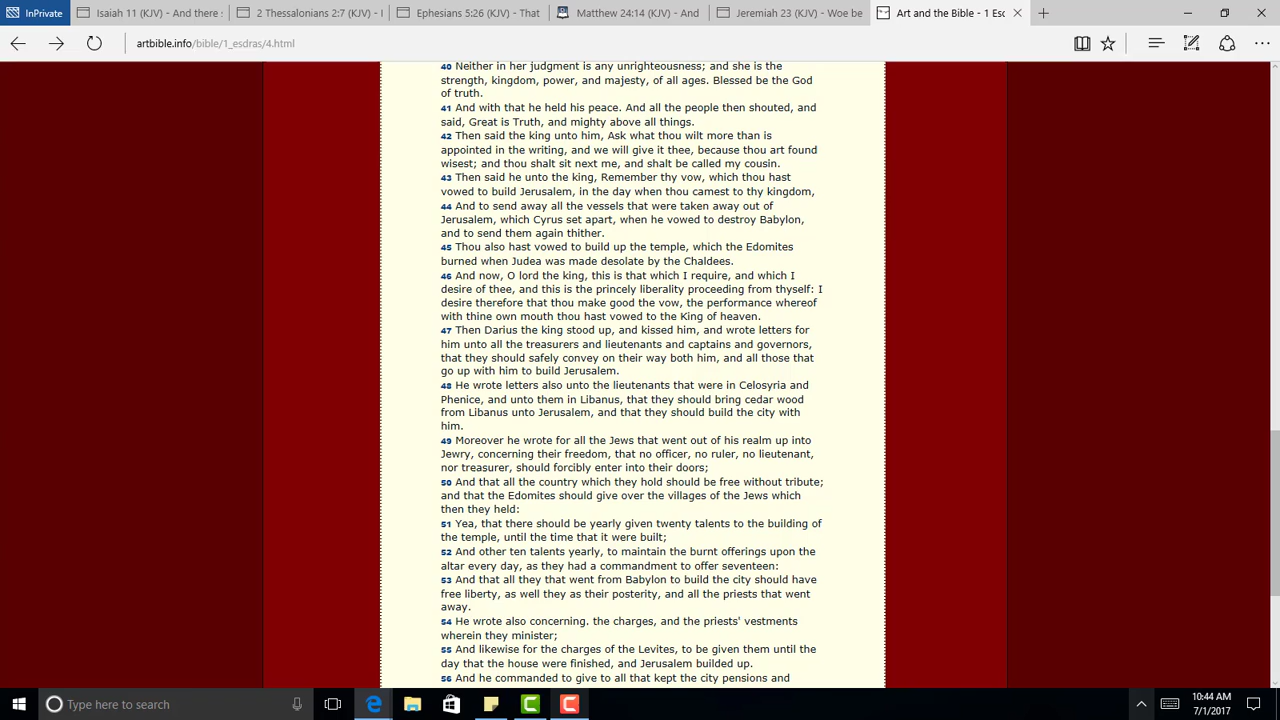 InPrivate
Isaiah 11 (KJV) - And there s
2 Thessalonians 2:7 (KJV) - I
Ephesians 5:26 (KJV) - That
Matthew 24:14 (KJV) - And
Jeremiah 23 (KJV) - Woe be
Art and the Bible - 1 Esd
artbible.info/bible/1_esdras/4.html
40 Neither in her judgment is any unrighteousness; and she is the
strength, kingdom, power, and majesty, of all ages. Blessed be the God
of truth.
41 And with that he held his peace. And all the people then shouted, and
said, Great is Truth, and mighty above all things.
42 Then said the king unto him, Ask what thou wilt more than is
appointed in the writing, and we will give it thee, because thou art found
wisest; and thou shalt sit next me, and shalt be called my cousin.
43 Then said he unto the king, Remember thy vow, which thou hast
vowed to build Jerusalem, in the day when thou camest to thy kingdom,
44 And to send away all the vessels that were taken away out of
Jerusalem, which Cyrus set apart, when he vowed to destroy Babylon,
and to send them again thither.
45 Thou also hast vowed to build up the temple, which the Edomites
burned when Judea was made desolate by the Chaldees.
46 And now, O lord the king, this is that which I require, and which I
desire of thee, and this is the princely liberality proceeding from thyself: I
desire therefore that thou make good the vow, the performance whereof
with thine own mouth thou hast vowed to the King of heaven.
47 Then Darius the king stood up, and kissed him, and wrote letters for
him unto all the treasurers and lieutenants and captains and governors,
that they should safely convey on their way both him, and all those that
go up with him to build Jerusalem.
48 He wrote letters also unto the lieutenants that were in Celosyria and
Phenice, and unto them in Libanus, that they should bring cedar wood
from Libanus unto Jerusalem, and that they should build the city with
him.
49 Moreover he wrote for all the Jews that went out of his realm up into
Jewry, concerning their freedom, that no officer, no ruler, no lieutenant,
nor treasurer, should forcibly enter into their doors;
50 And that all the country which they hold should be free without tribute;
and that the Edomites should give over the villages of the Jews which
then they held:
51 Yea, that there should be yearly given twenty talents to the building of
the temple, until the time that it were built;
52 And other ten talents yearly, to maintain the burnt offerings upon the
altar every day, as they had a commandment to offer seventeen:
53 And that all they that went from Babylon to build the city should have
free liberty, as well they as their posterity, and all the priests that went
away.
54 He wrote also concerning. the charges, and the priests' vestments
wherein they minister;
55 And likewise for the charges of the Levites, to be given them until the
day that the house were finished, and Jerusalem builded up.
56 And he commanded to give to all that kept the city pensions and
Type here to search
10:44 AM
7/1/2017